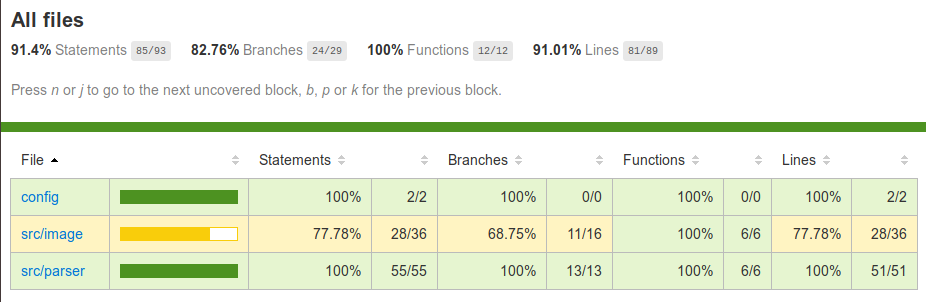 All files
91.4% Statements 85/93 82.76% Branches 24/29 100% Functions 12/12 91.01% Lines 81/89
Press n or j to go to the next uncovered block, b, p or k for the previous block.
File Statements Branches Functions Lines
config 100% 2/2 100% 0/0 100% 0/0 100% 2/2
src/image 77.78% 28/36 68.75% 11/16 100% 6/6 77.78% 28/36
src/parser 100% 55/55 100% 13/13 100% 6/6 100% 51/51